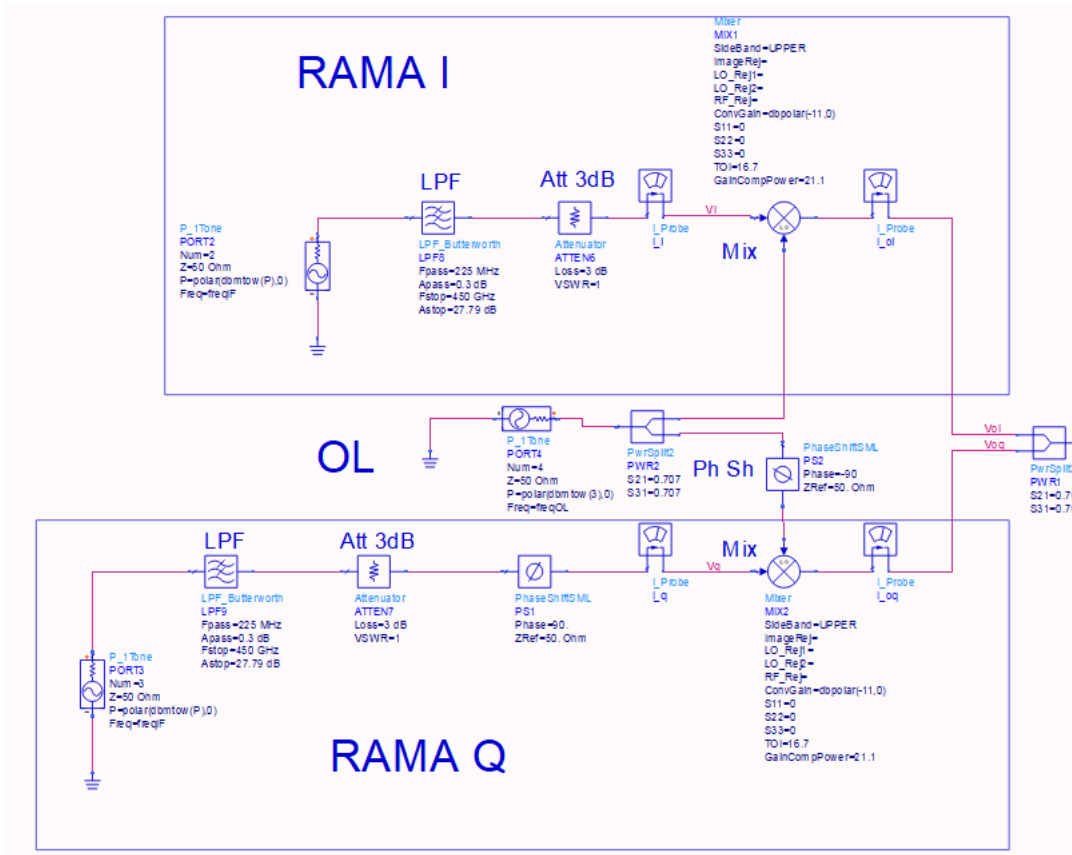 RAMA I
Mixer
MIX1
SideBand=UPPER
ImageRej=
LO_Rej1=
LO_Rej2=
RF_Rej=
ConvGain=dbpolar(-11,0)
S11=0
S22=0
S33=0
TOI=16.7
GainCompPower=21.1
LPF
Att 3dB
VI
LO
Mix
I_Probe
I_I
I_Probe
I_oI
P_1Tone
PORT2
Num=2
Z=50 Ohm
P=polar(dbmtow(P),0)
Freq=freqIF
LPF_Butterworth
LPF8
Fpass=225 MHz
Apass=0.3 dB
Fstop=450 GHz
Astop=27.79 dB
Attenuator
ATTEN6
Loss=3 dB
VSWR=1
OL
P_1Tone
PORT4
Num=4
Z=50 Ohm
P=polar(dbmtow(3),0)
Freq=freqOL
PwrSplit2
PWR2
S21=0.707
S31=0.707
Ph Sh
PhaseShiftSML
PS2
Phase=-90
ZRef=50. Ohm
VoI
Voq
PWR1
LPF
Att 3dB
Vq
Mix
LO
I_Probe
I_q
I_Probe
I_oq
LPF_Butterworth
LPF9
Fpass=225 MHz
Apass=0.3 dB
Fstop=450 GHz
Astop=27.79 dB
Attenuator
ATTEN7
Loss=3 dB
VSWR=1
PhaseShiftSML
PS1
Phase=90.
ZRef=50. Ohm
Mixer
MIX2
SideBand=UPPER
ImageRej=
LO_Rej1=
LO_Rej2=
RF_Rej=
ConvGain=dbpolar(-11,0)
S11=0
S22=0
S33=0
TOI=16.7
GainCompPower=21.1
P_1Tone
PORT3
Num=3
Z=50 Ohm
P=polar(dbmtow(P),0)
Freq=freqIF
RAMA Q